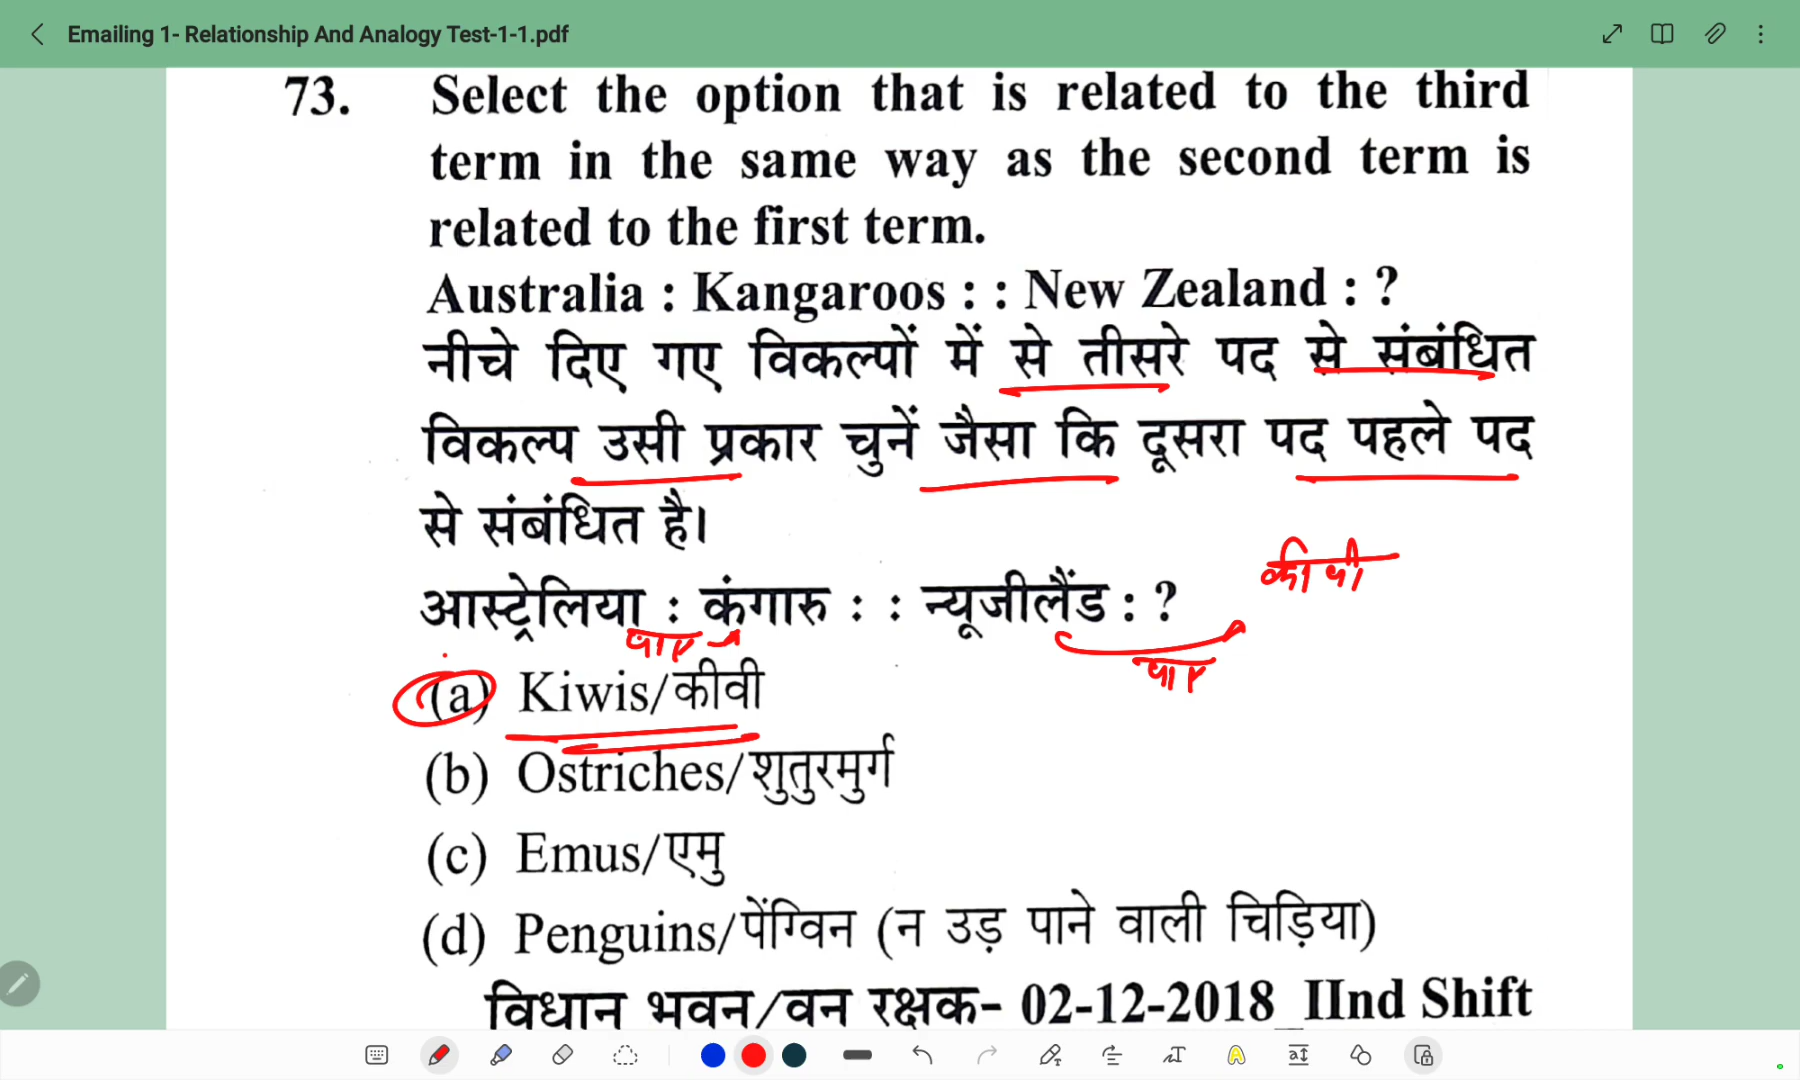 Emailing 1- Relationship And Analogy Test-1-1.pdf
73. Select the option that is related to the third
term in the same way as the second term is
related to the first term.
Australia : Kangaroos : : New Zealand : ?
नीचे दिए गए विकल्पों में से तीसरे पद से संबंधित
विकल्प उसी प्रकार चुनें जैसा कि दूसरा पद पहले पद
से संबंधित है।
कीवी
आस्ट्रेलिया : कंगारु : : न्यूजीलैंड : ?
(a) Kiwis/कीवी
(b) Ostriches/शुतुरमुर्ग
(c) Emus/एमु
(d) Penguins/पेंग्विन (न उड़ पाने वाली चिड़िया)
विधान भवन/वन रक्षक- 02-12-2018 IInd Shift